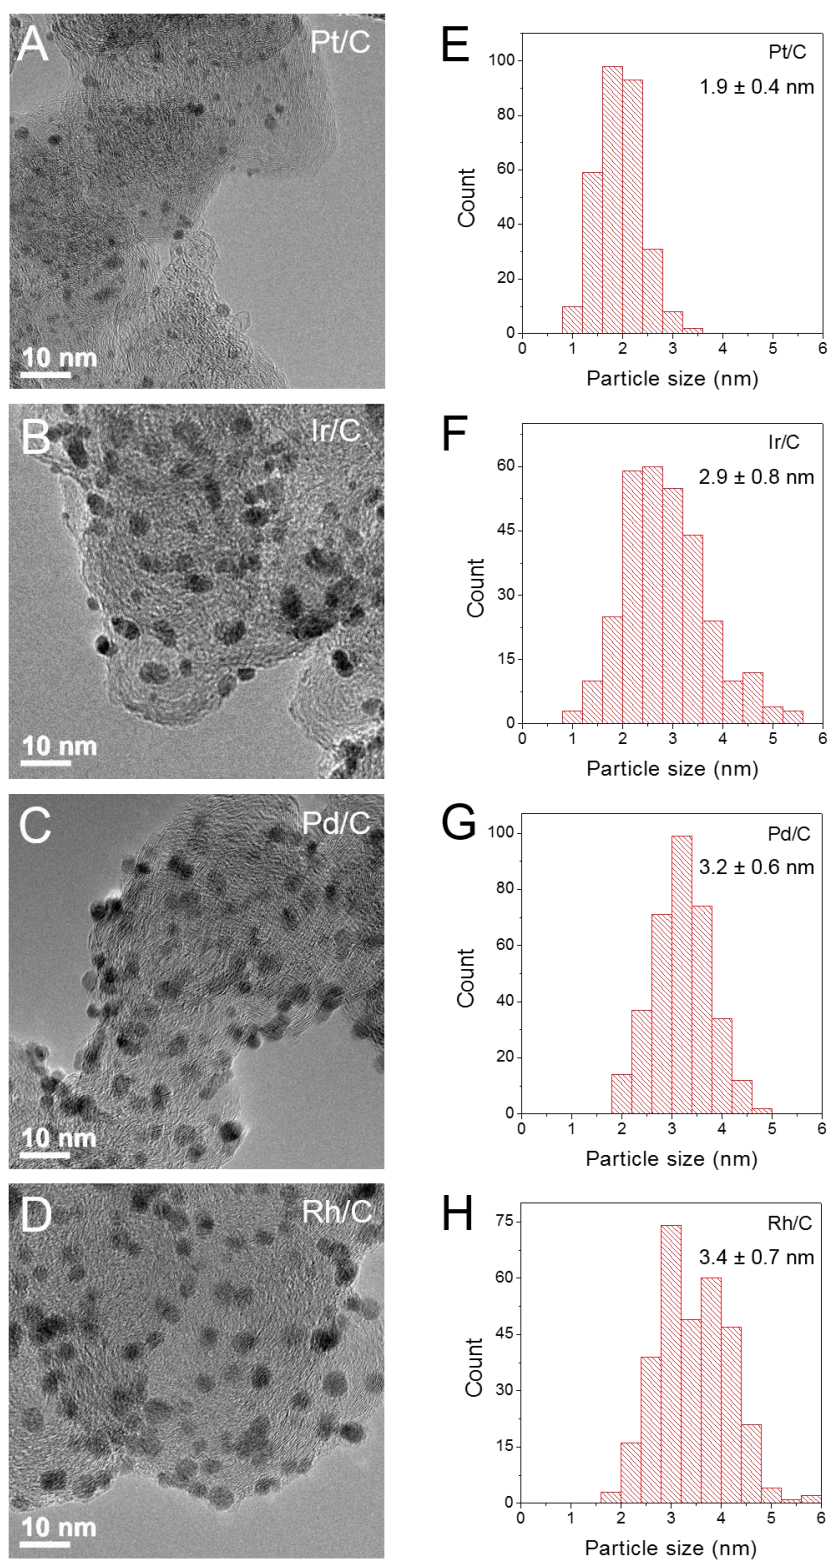 A
Pt/C
10 nm
E
Pt/C
1.9 ± 0.4 nm
Count
100
80
60
40
20
0
0 1 2 3 4 5 6
Particle size (nm)
B
Ir/C
10 nm
F
Ir/C
2.9 ± 0.8 nm
Count
60
45
30
15
0
0 1 2 3 4 5 6
Particle size (nm)
C
Pd/C
10 nm
G
Pd/C
3.2 ± 0.6 nm
Count
100
80
60
40
20
0
0 1 2 3 4 5 6
Particle size (nm)
D
Rh/C
10 nm
H
Rh/C
3.4 ± 0.7 nm
Count
75
60
45
30
15
0
0 1 2 3 4 5 6
Particle size (nm)